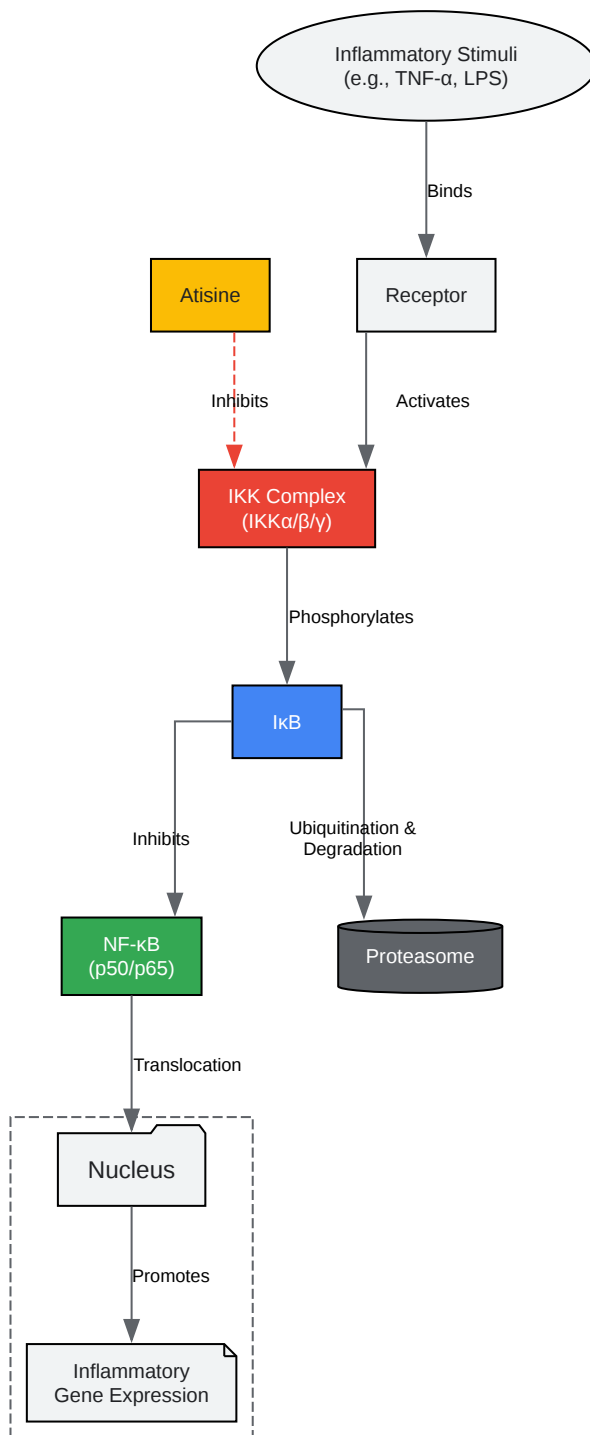 Inflammatory Stimuli
(e.g., TNF-α, LPS)
Binds
Atisine
Receptor
Inhibits
Activates
IKK Complex
(IKKα/β/γ)
Phosphorylates
IκB
Inhibits
Ubiquitination &
Degradation
NF-κB
(p50/p65)
Proteasome
Translocation
Nucleus
Promotes
Inflammatory
Gene Expression